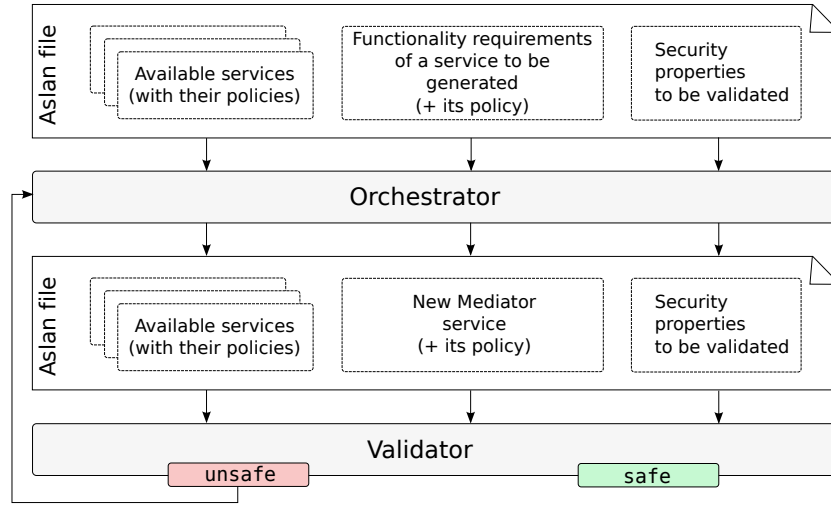 Aslan file
Available services
(with their policies)
Functionality requirements
of a service to be
generated
(+ its policy)
Security
properties
to be validated
Orchestrator
Aslan file
Available services
(with their policies)
New Mediator
service
(+ its policy)
Security
properties
to be validated
Validator
unsafe
safe